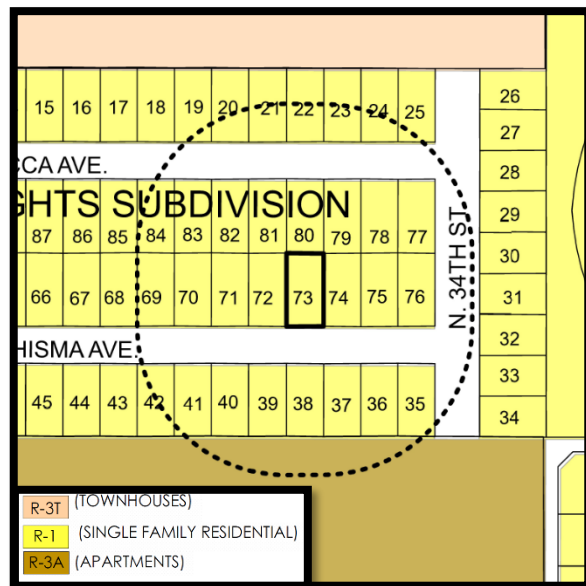 15 16 17 18 19 20 21 22 23 24 25
26
27
CCA AVE.
28
GHTS SUBDIVISION
29
87 86 85 84 83 82 81 80 79 78 77
N. 34TH ST.
30
66 67 68 69 70 71 72 73 74 75 76
31
32
HISMA AVE.
33
45 44 43 42 41 40 39 38 37 36 35
34
R-3T (TOWNHOUSES)
R-1 (SINGLE FAMILY RESIDENTIAL)
R-3A (APARTMENTS)